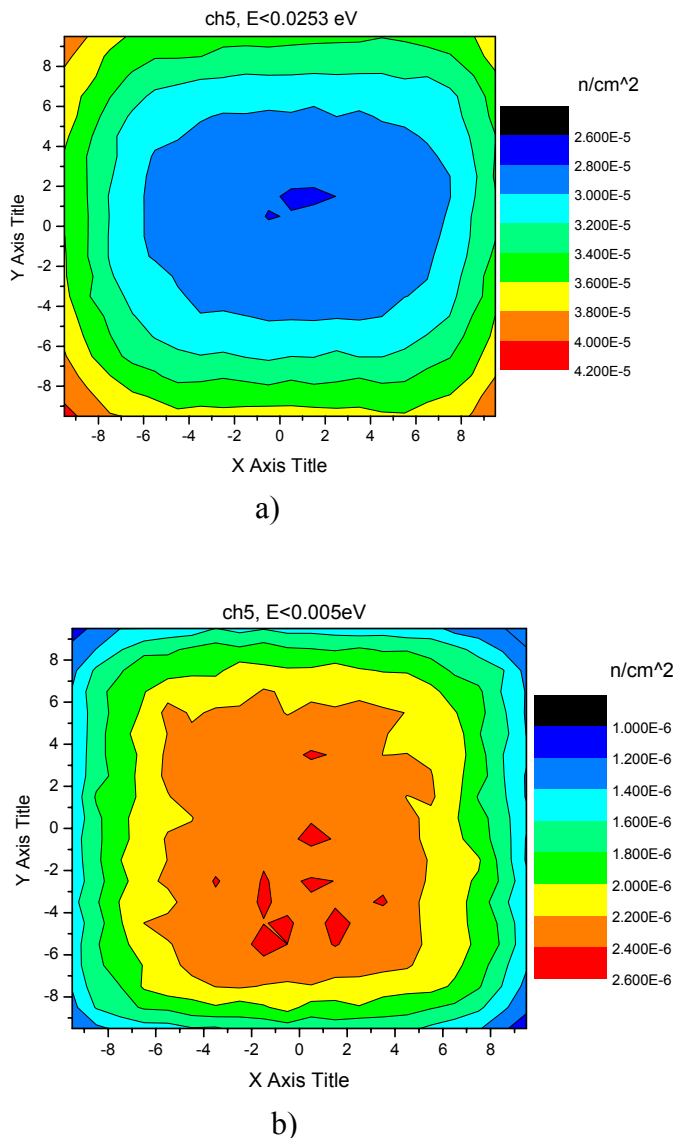 ch5, E<0.0253 eV
n/cm^2
8
6
4
2
0
-2
-4
-6
-8
Y Axis Title
2.600E-5
2.800E-5
3.000E-5
3.200E-5
3.400E-5
3.600E-5
3.800E-5
4.000E-5
4.200E-5
-8 -6 -4 -2 0 2 4 6 8
X Axis Title
a)
ch5, E<0.005eV
n/cm^2
8
6
4
2
0
-2
-4
-6
-8
Y Axis Title
1.000E-6
1.200E-6
1.400E-6
1.600E-6
1.800E-6
2.000E-6
2.200E-6
2.400E-6
2.600E-6
-8 -6 -4 -2 0 2 4 6 8
X Axis Title
b)